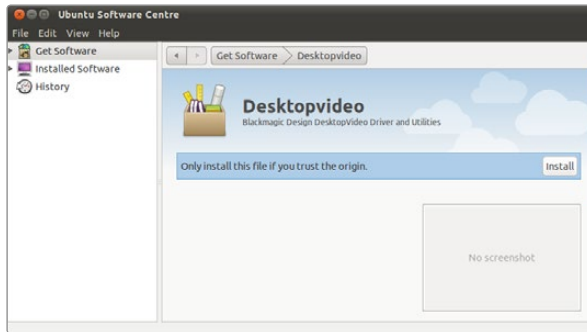 Ubuntu Software Centre
File Edit View Help
Get Software
Installed Software
History
Get Software Desktopvideo
Desktopvideo
Blackmagic Design DesktopVideo Driver and Utilities
Only install this file if you trust the origin. Install
No screenshot